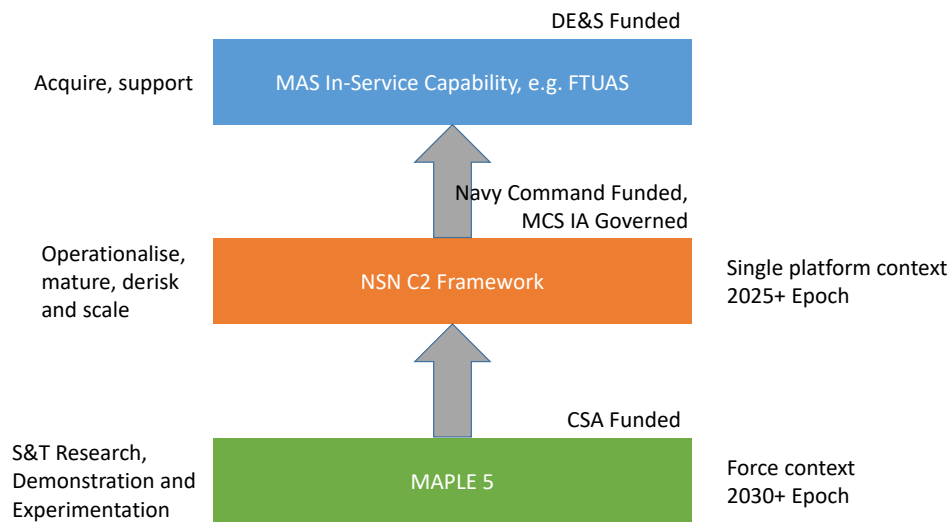 DE&S Funded
Acquire, support
MAS In-Service Capability, e.g. FTUAS
Navy Command Funded,
MCS IA Governed
Operationalise,
mature, derisk
and scale
NSN C2 Framework
Single platform context
2025+ Epoch
CSA Funded
S&T Research,
Demonstration and
Experimentation
MAPLE 5
Force context
2030+ Epoch